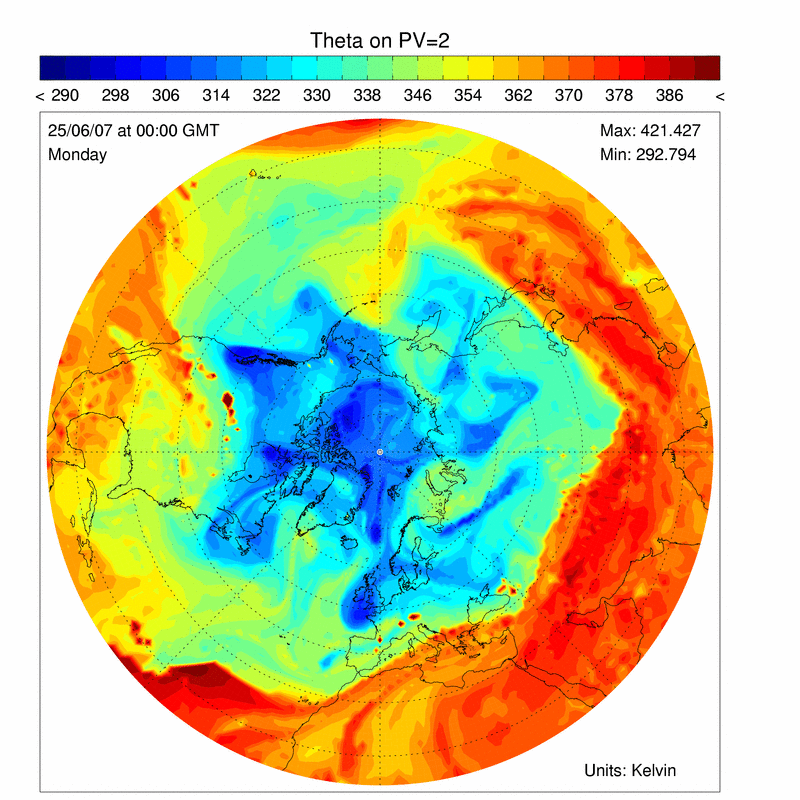 Theta on PV=2
< 290 298 306 314 322 330 338 346 354 362 370 378 386 <
25/06/07 at 00:00 GMT
Monday
Max: 421.427
Min: 292.794
Units: Kelvin